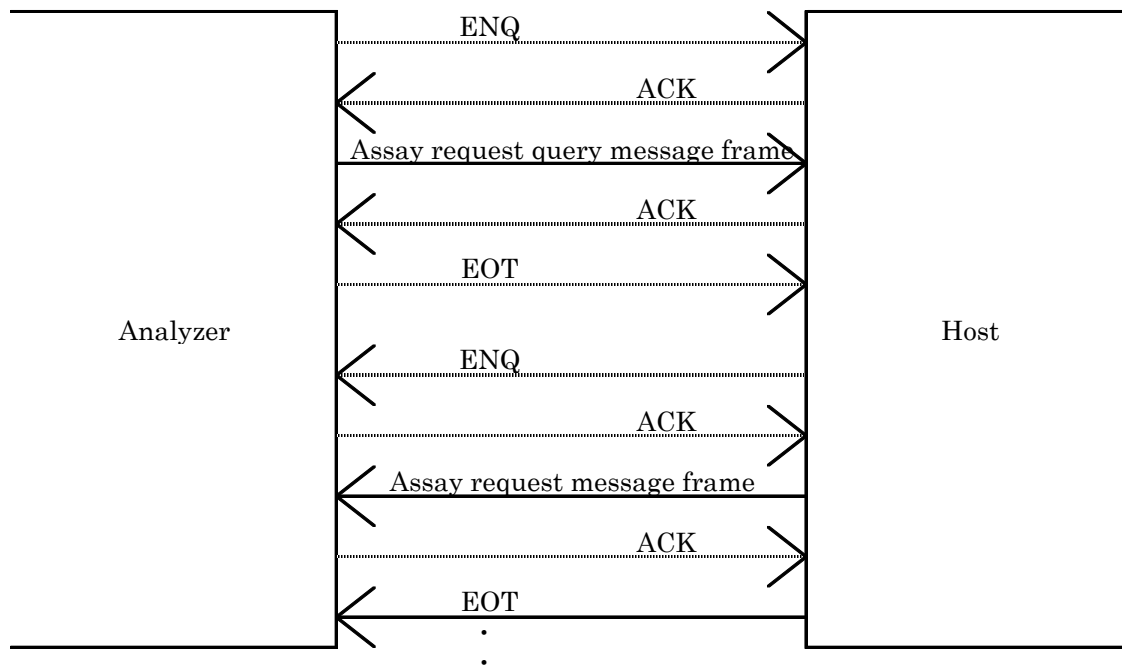 ENQ
ACK
Assay request query message frame
ACK
EOT
Analyzer
Host
ENQ
ACK
Assay request message frame
ACK
EOT